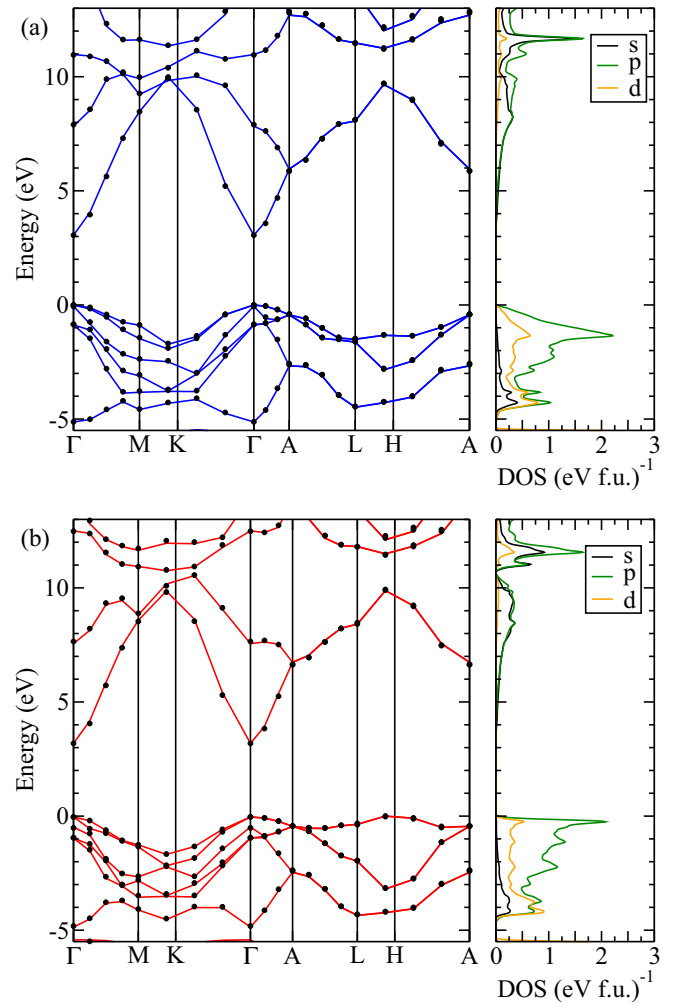 (a)
Energy (eV)
10
5
0
-5
Γ M K Γ A L H A
s
p
d
0 1 2 3
DOS (eV f.u.)⁻¹
(b)
Energy (eV)
10
5
0
-5
Γ M K Γ A L H A
s
p
d
0 1 2 3
DOS (eV f.u.)⁻¹